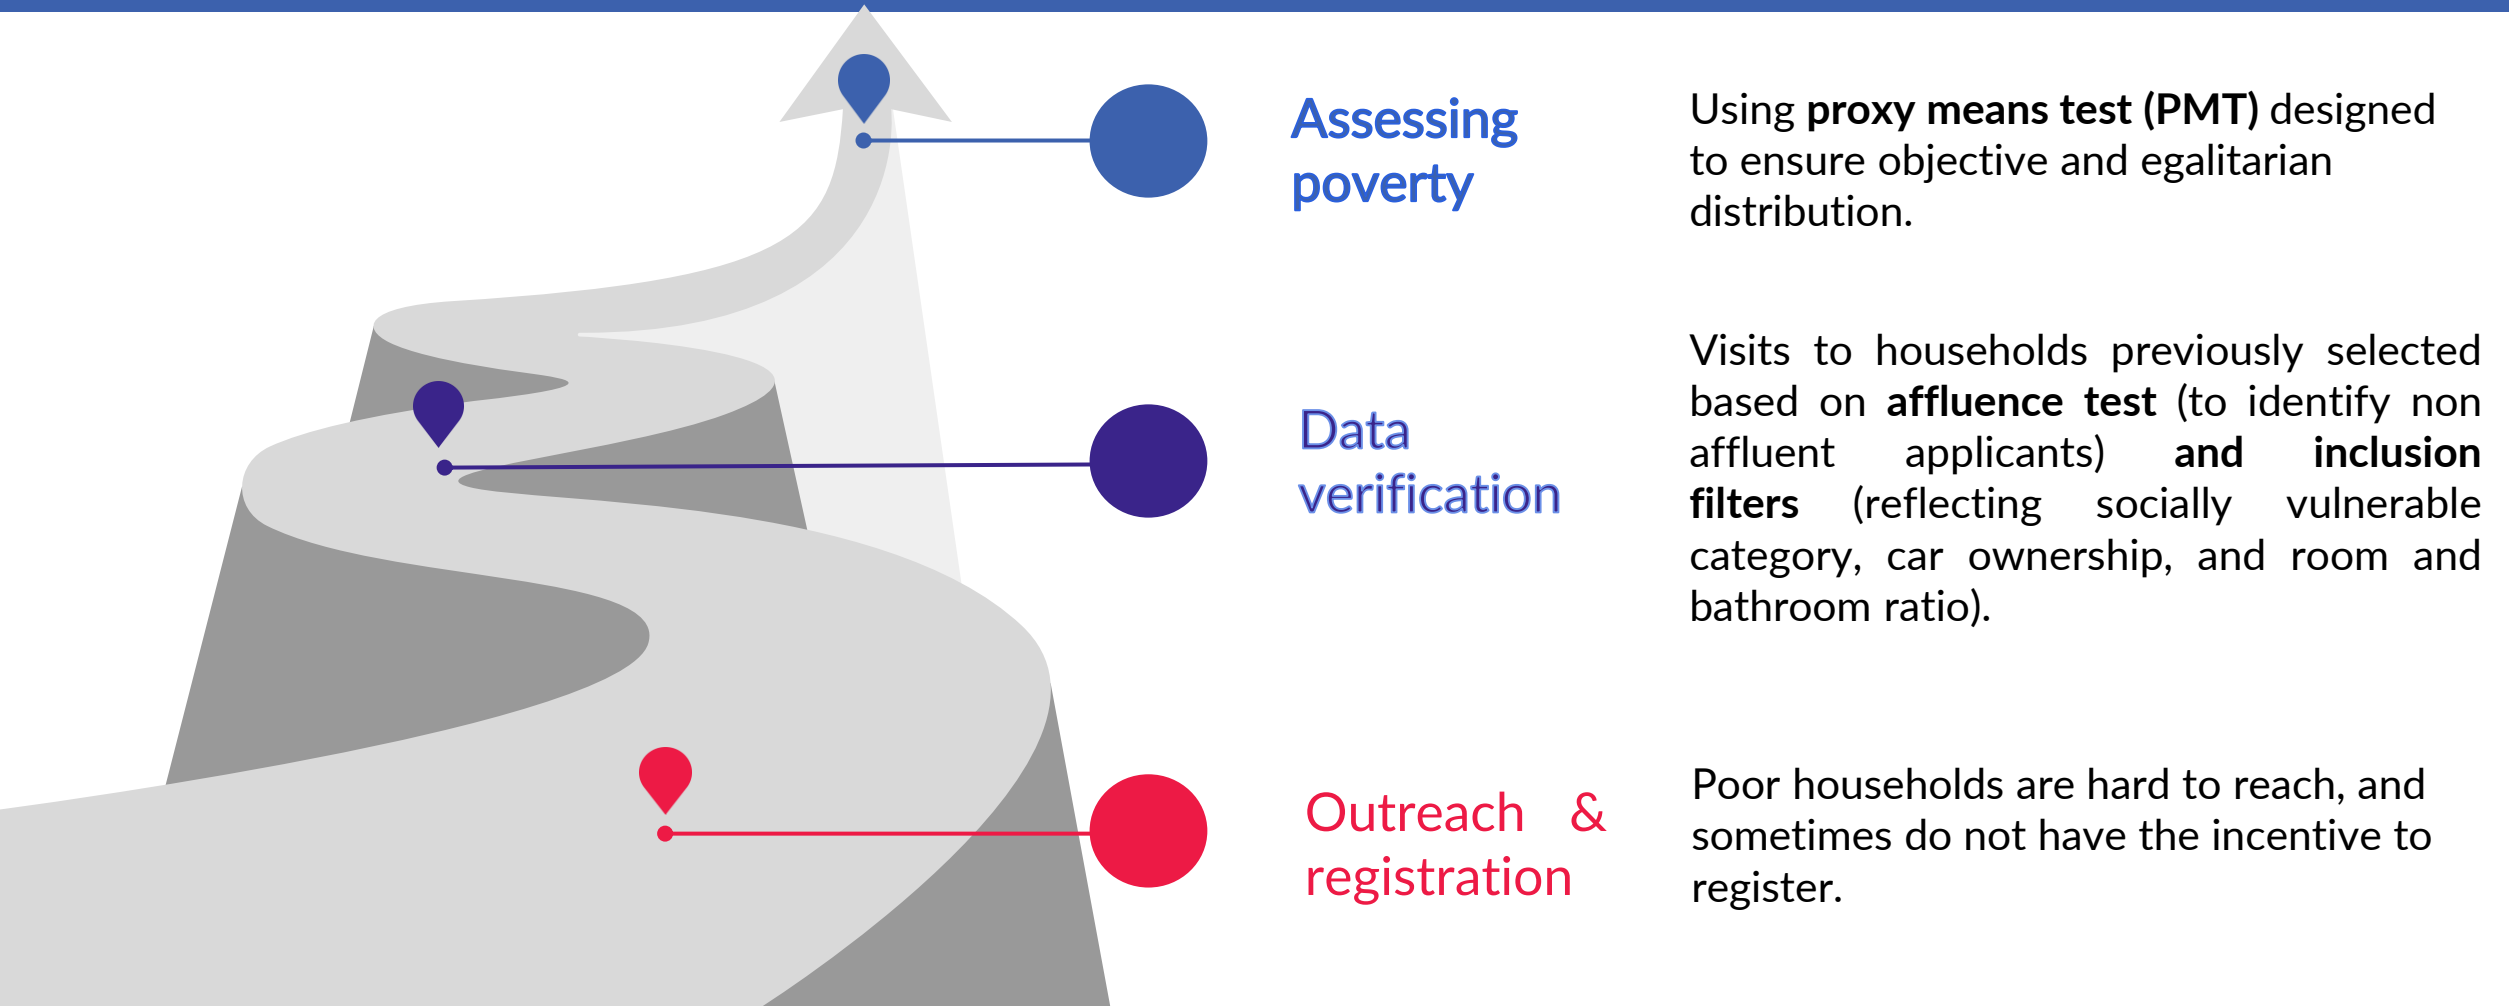 Assessing
poverty
Using proxy means test (PMT) designed
to ensure objective and egalitarian
distribution.
Data
verification
Visits to households previously selected
based on affluence test (to identify non
affluent applicants) and inclusion
filters (reflecting socially vulnerable
category, car ownership, and room and
bathroom ratio).
Outreach &
registration
Poor households are hard to reach, and
sometimes do not have the incentive to
register.